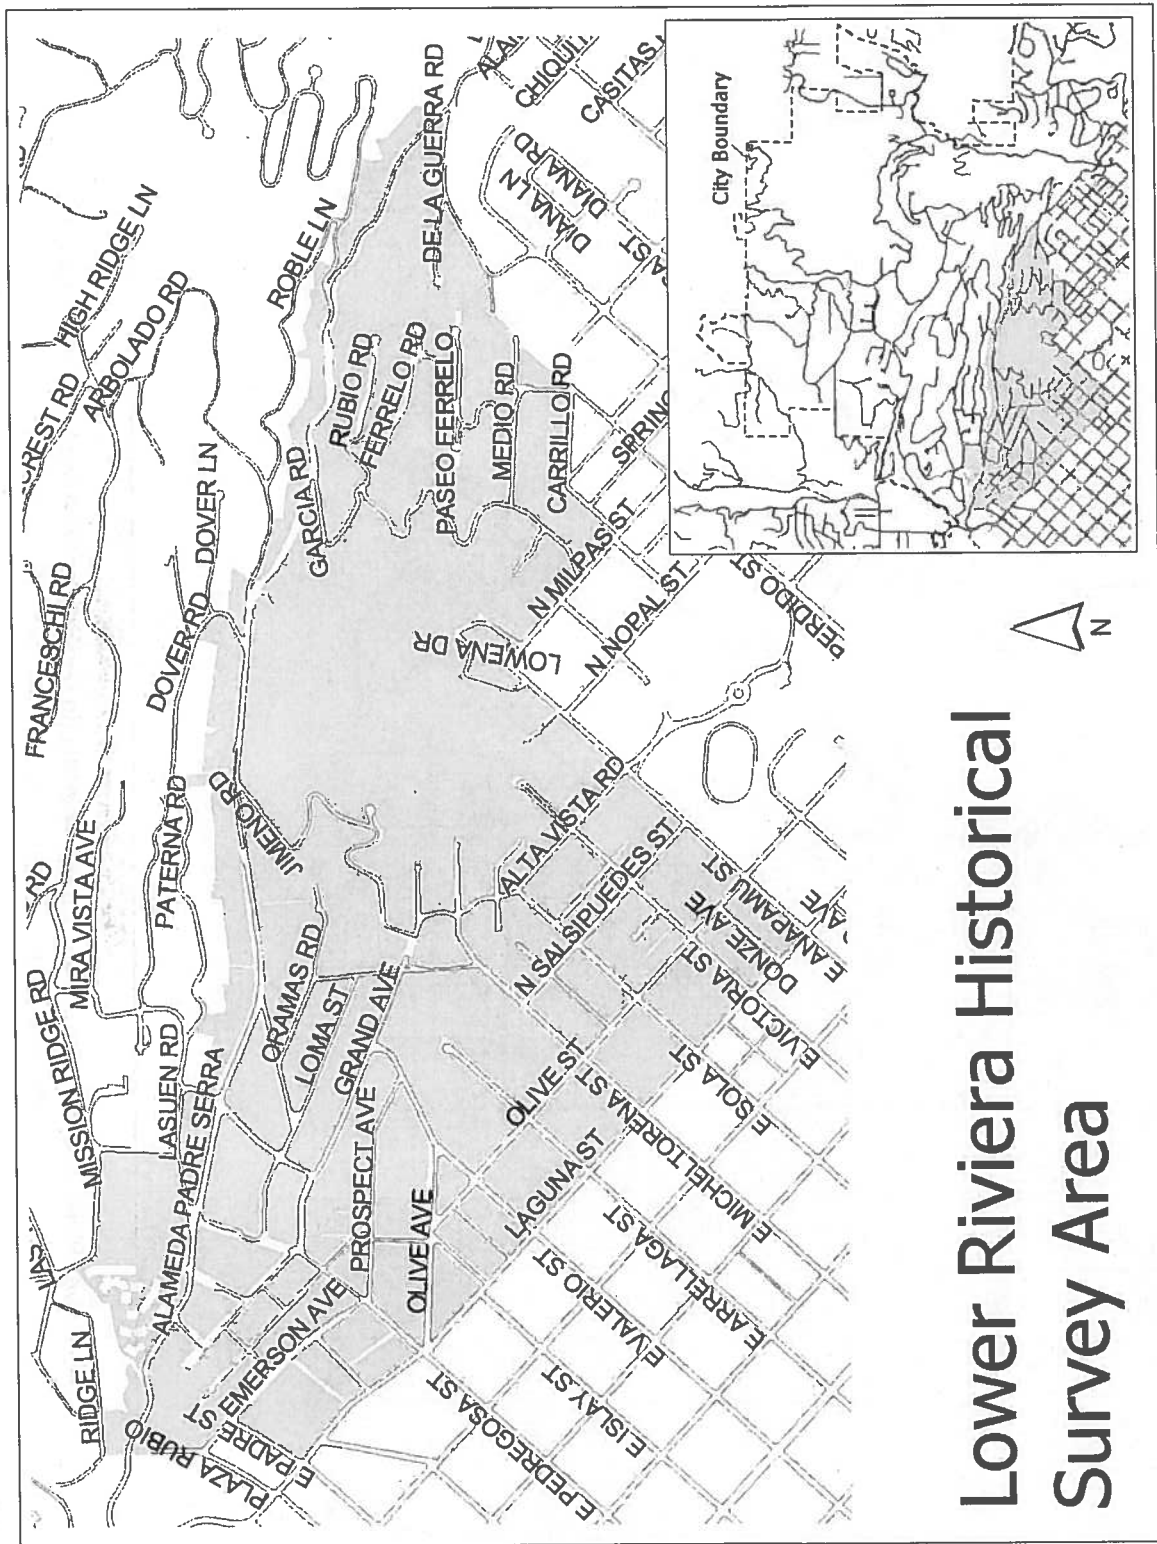 RIDGE LN
MISSION RIDGE RD
MIRA VISTA AVE
FRANCESCHI RD
HIGH RIDGE LN
ARBOLADO RD
LASUEN RD
PATERNA RD
DOVER RD
DOVER LN
ROBLE LN
PLAZA RUBIO
ALAMEDA PADRE SERRA
JIMENO RD
GARCIA RD
RUBIO RD
FERRELO RD
PASEO FERRELO
DE LA GUERRA RD
E PADRE ST
EMERSON AVE
ORAMAS RD
LOMA ST
GRAND AVE
PROSPECT AVE
OLIVE AVE
LOWENA DR
MEDIO RD
CARRILLO RD
DIANA LN
DIANA RD
ALTA VISTA RD
N SALSIPUEDES ST
N MILPAS ST
N NOPAL ST
OLIVE ST
LAGUNA ST
E PEDREGOSA ST
E ISLAY ST
E VALERIO ST
E ARRELLAGA ST
E MICHELTORENA ST
E SOLA ST
E VICTORIA ST
DONZE AVE
E ANAPAMU ST
PERDIDO ST
City Boundary
N
Lower Riviera Historical
Survey Area